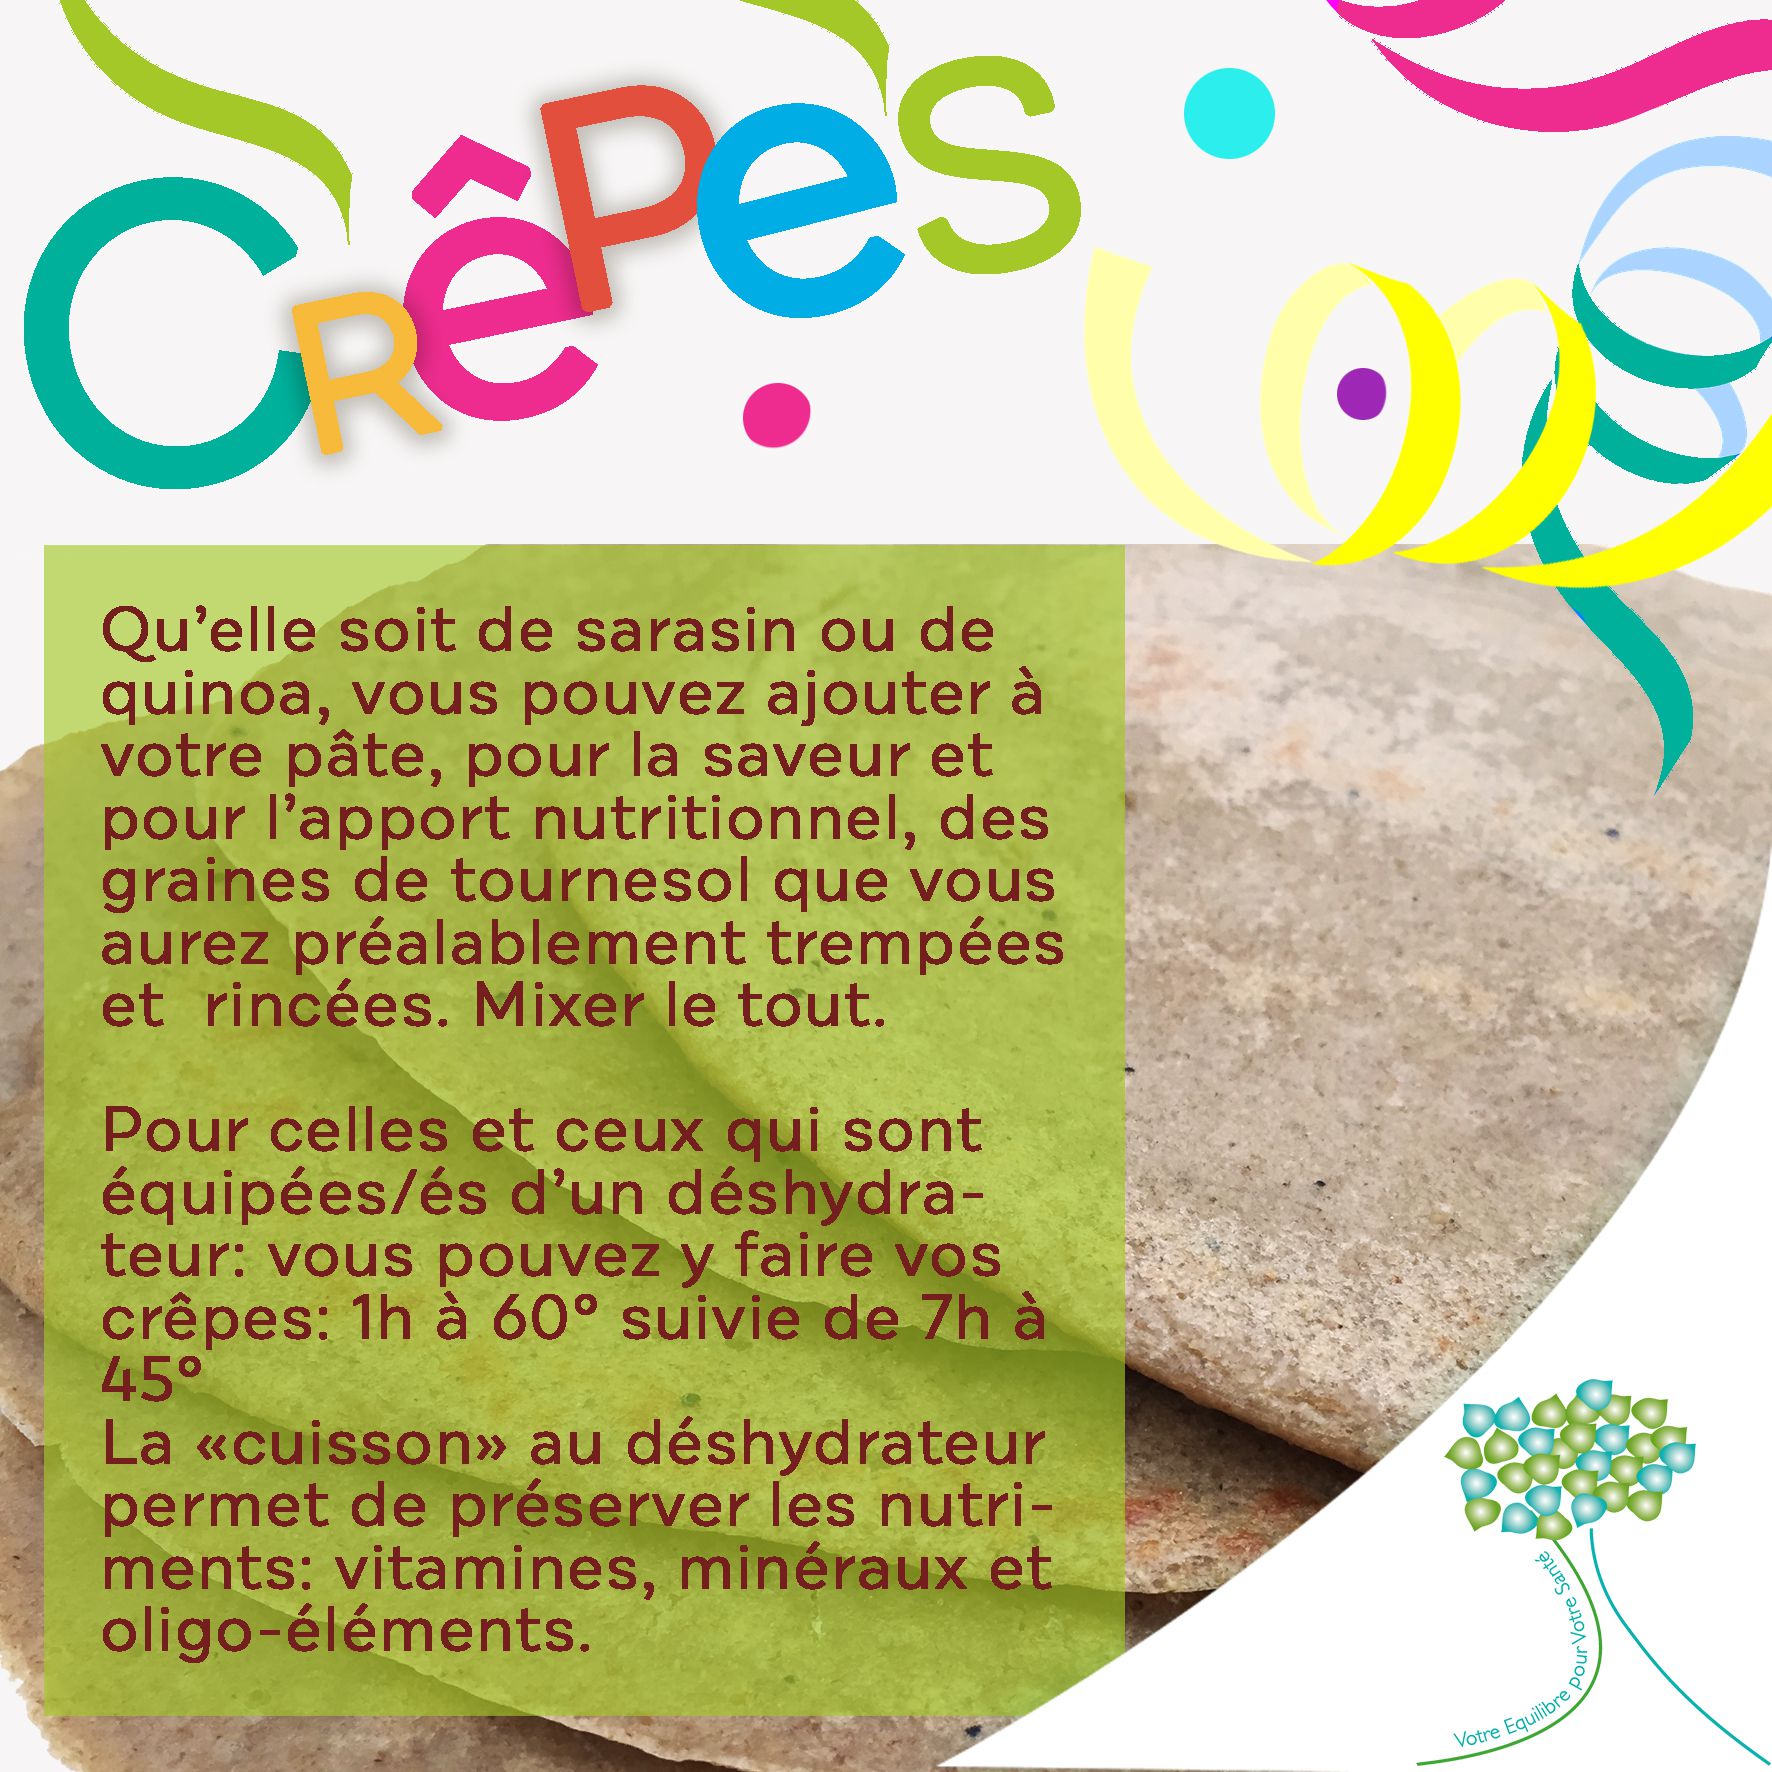 Crêpes
Qu’elle soit de sarasin ou de
quinoa, vous pouvez ajouter à
votre pâte, pour la saveur et
pour l’apport nutritionnel, des
graines de tournesol que vous
aurez préalablement trempées
et  rincées. Mixer le tout.
Pour celles et ceux qui sont
équipées/és d’un déshydra-
teur: vous pouvez y faire vos
crêpes: 1h à 60° suivie de 7h à
45°
La «cuisson» au déshydrateur
permet de préserver les nutri-
ments: vitamines, minéraux et
oligo-éléments.
Votre Equilibre pour Votre Santé